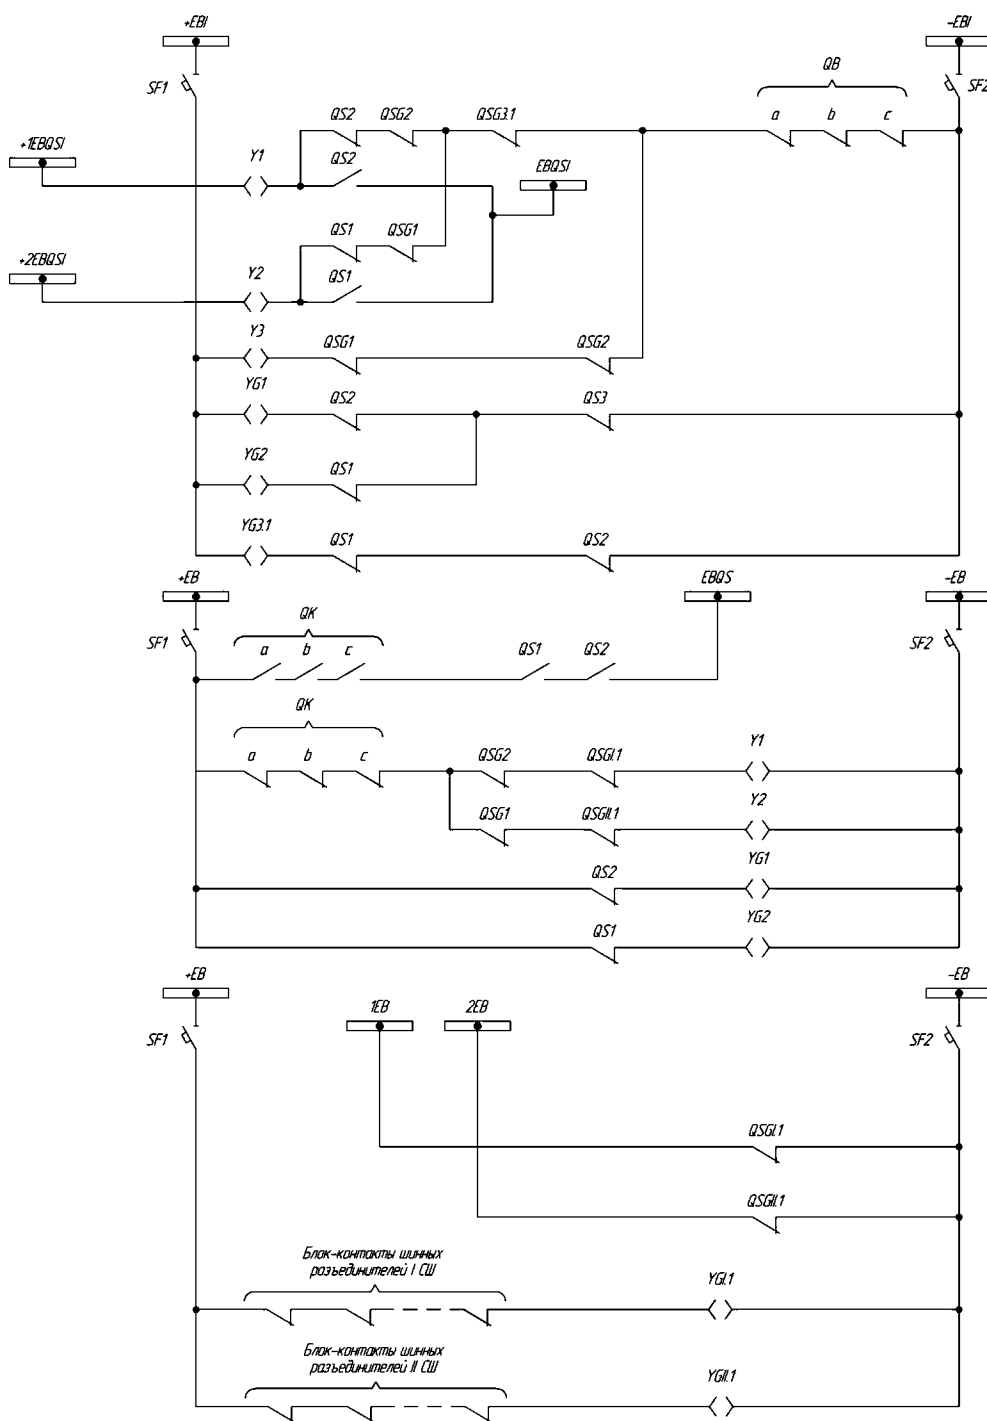 +EBI
-EBI
SF1
QB
SF2
a b c
QS2 QSG2 QSG3.1
+1EBQSI
Y1
QS2
EBQSI
QS1 QSG1
+2EBQSI
Y2
QS1
Y3
QSG1 QSG2
YG1
QS2 QS3
YG2
QS1
YG3.1
QS1 QS2
+EB
EBQS
-EB
SF1
QK
SF2
a b c
QS1 QS2
QK
a b c
QSG2 QSGI.1 Y1
QSG1 QSGII.1 Y2
QS2 YG1
QS1 YG2
+EB
-EB
1EB 2EB
SF1
SF2
QSGI.1
QSGII.1
Блок-контакты шинных
разъединителей I СШ
YGI.1
Блок-контакты шинных
разъединителей II СШ
YGII.1